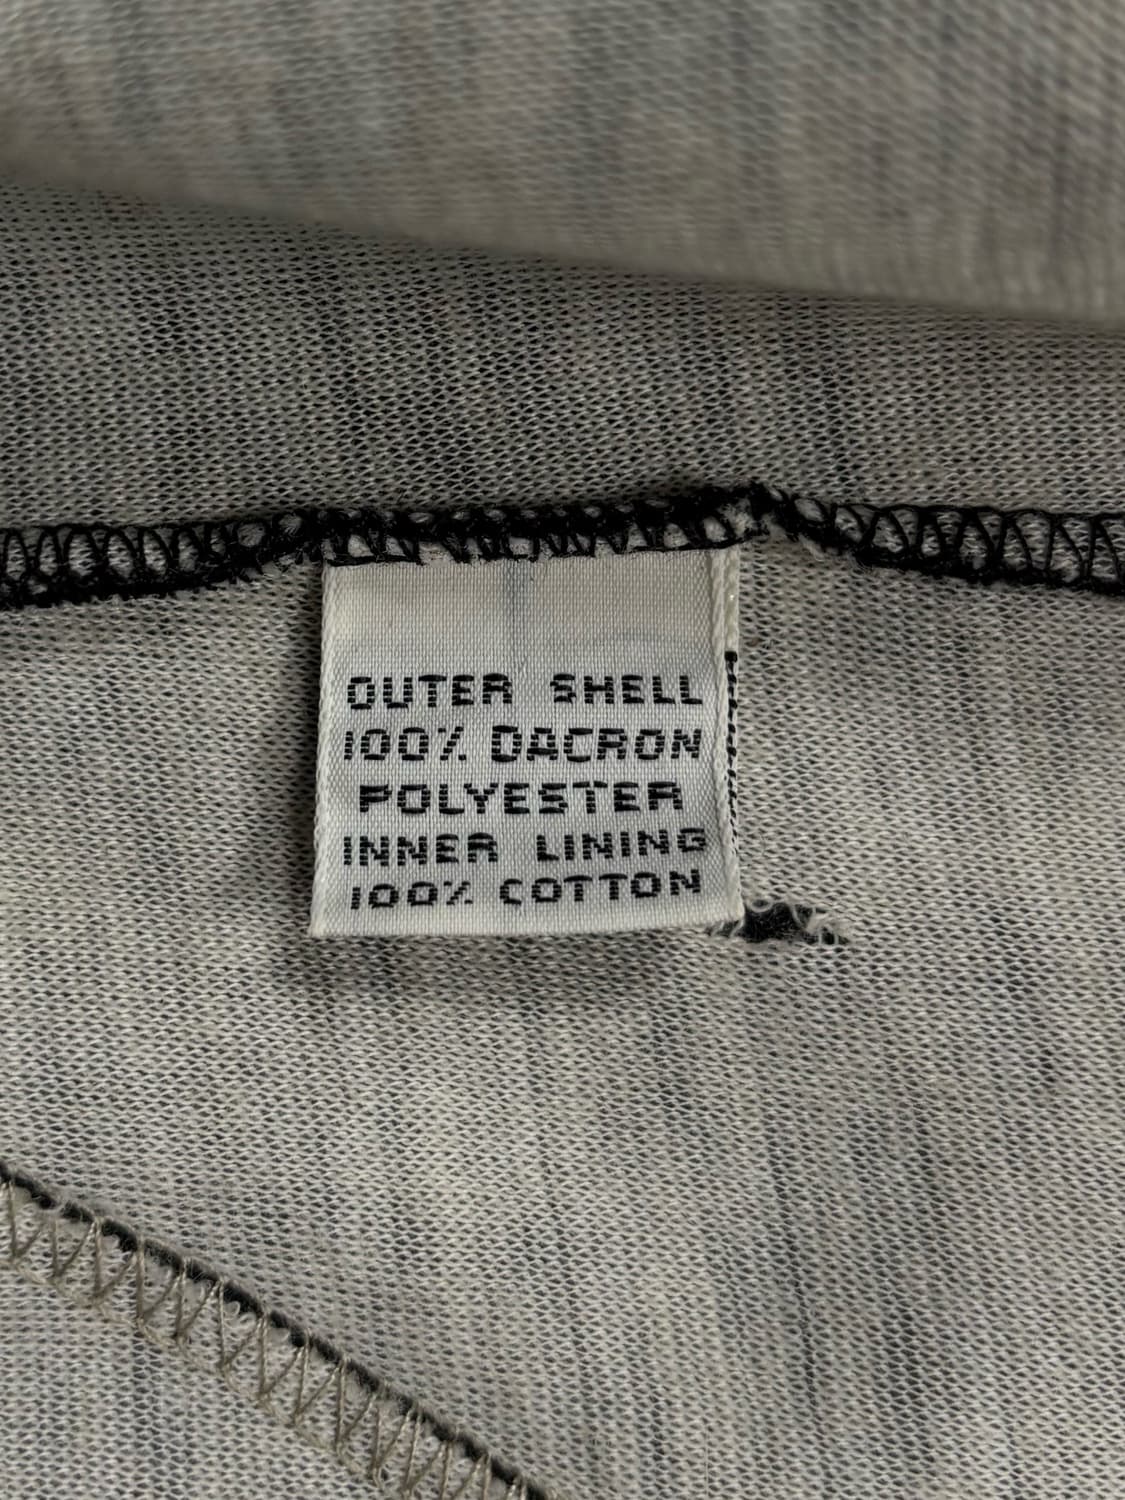 OUTER SHELL
100% DACRON
POLYESTER
INNER LINING
100% COTTON